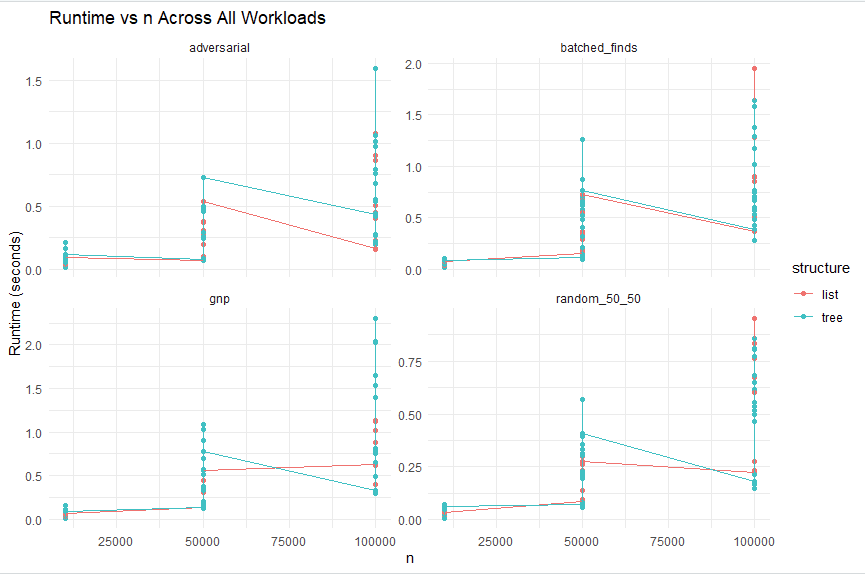 Runtime vs n Across All Workloads
adversarial
batched_finds
1.5
1.0
0.5
0.0
2.0
1.5
1.0
0.5
0.0
gnp
random_50_50
2.0
1.5
1.0
0.5
0.0
0.75
0.50
0.25
0.00
25000 50000 75000 100000
25000 50000 75000 100000
n
Runtime (seconds)
structure
list
tree